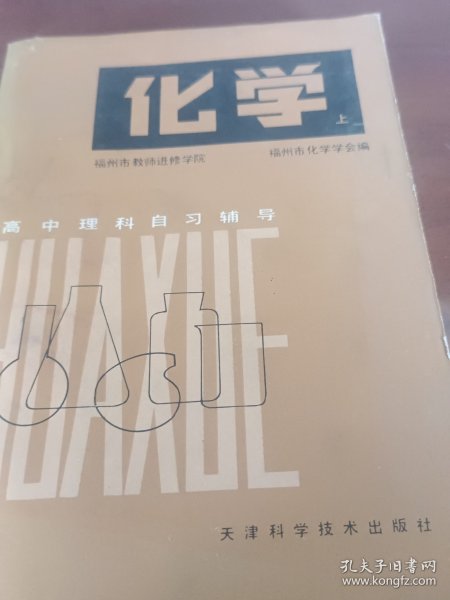 化学
上
福州市教师进修学院 福州市化学学会编
高中理科自习辅导
HUAXUE
HUAXUE
天津科学技术出版社
孔夫子旧书网
www.kongfz.com